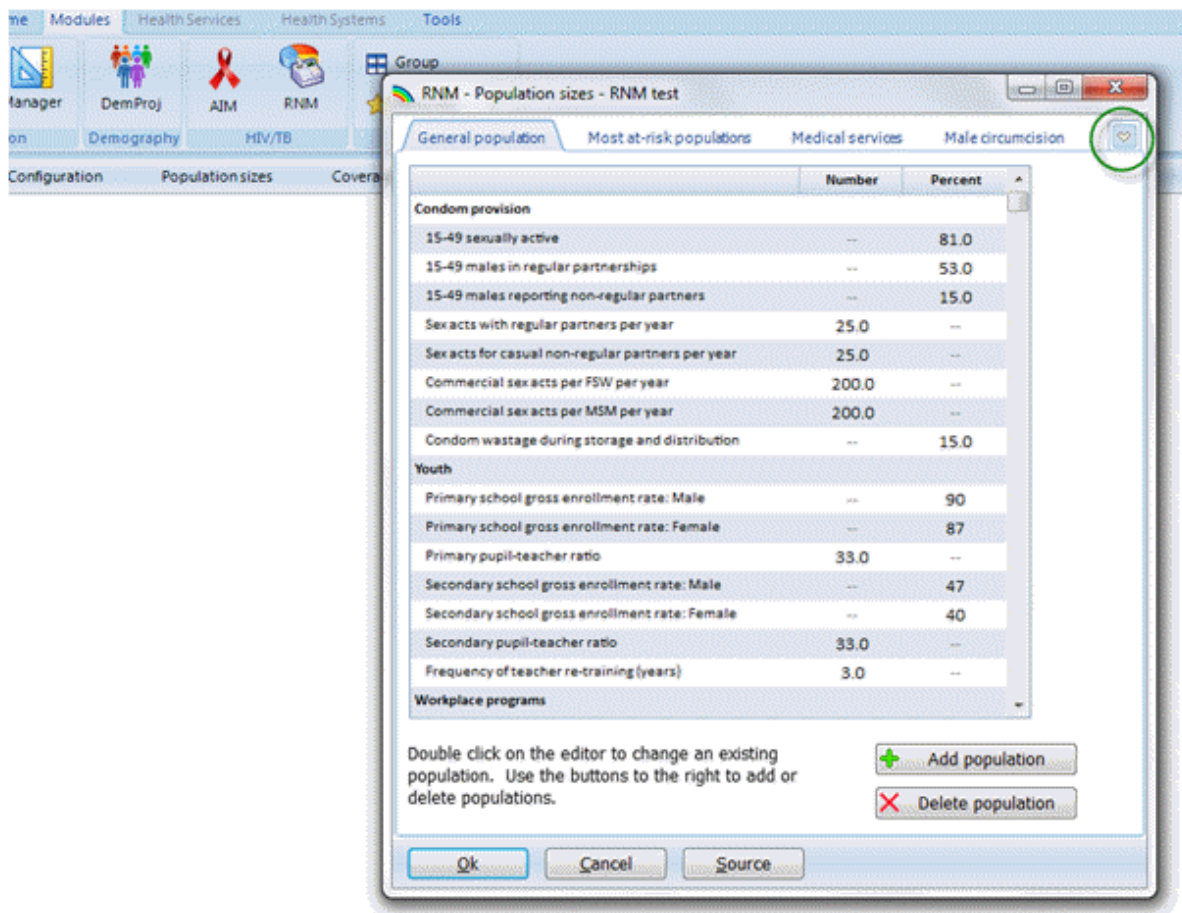 me Modules Health Services Health Systems Tools
Group
Manager DemProj AIM RNM
on Demography HIV/TB
Configuration Population sizes Covera
RNM - Population sizes - RNM test
General population Most at-risk populations Medical services Male circumcision
Number Percent
Condom provision
15-49 sexually active -- 81.0
15-49 males in regular partnerships -- 53.0
15-49 males reporting non-regular partners -- 15.0
Sex acts with regular partners per year 25.0 --
Sex acts for casual non-regular partners per year 25.0 --
Commercial sex acts per FSW per year 200.0 --
Commercial sex acts per MSM per year 200.0 --
Condom wastage during storage and distribution -- 15.0
Youth
Primary school gross enrollment rate: Male -- 90
Primary school gross enrollment rate: Female -- 87
Primary pupil-teacher ratio 33.0 --
Secondary school gross enrollment rate: Male -- 47
Secondary school gross enrollment rate: Female -- 40
Secondary pupil-teacher ratio 33.0 --
Frequency of teacher re-training (years) 3.0 --
Workplace programs
Double click on the editor to change an existing
population. Use the buttons to the right to add or
delete populations.
Add population
Delete population
Ok Cancel Source